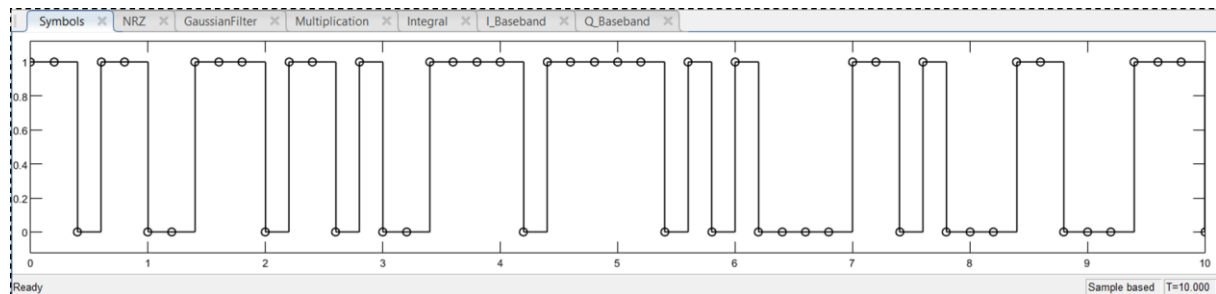 Symbols × NRZ × GaussianFilter × Multiplication × Integral × I_Baseband × Q_Baseband ×
1
0.8
0.6
0.4
0.2
0
0 1 2 3 4 5 6 7 8 9 10
Ready Sample based T=10.000